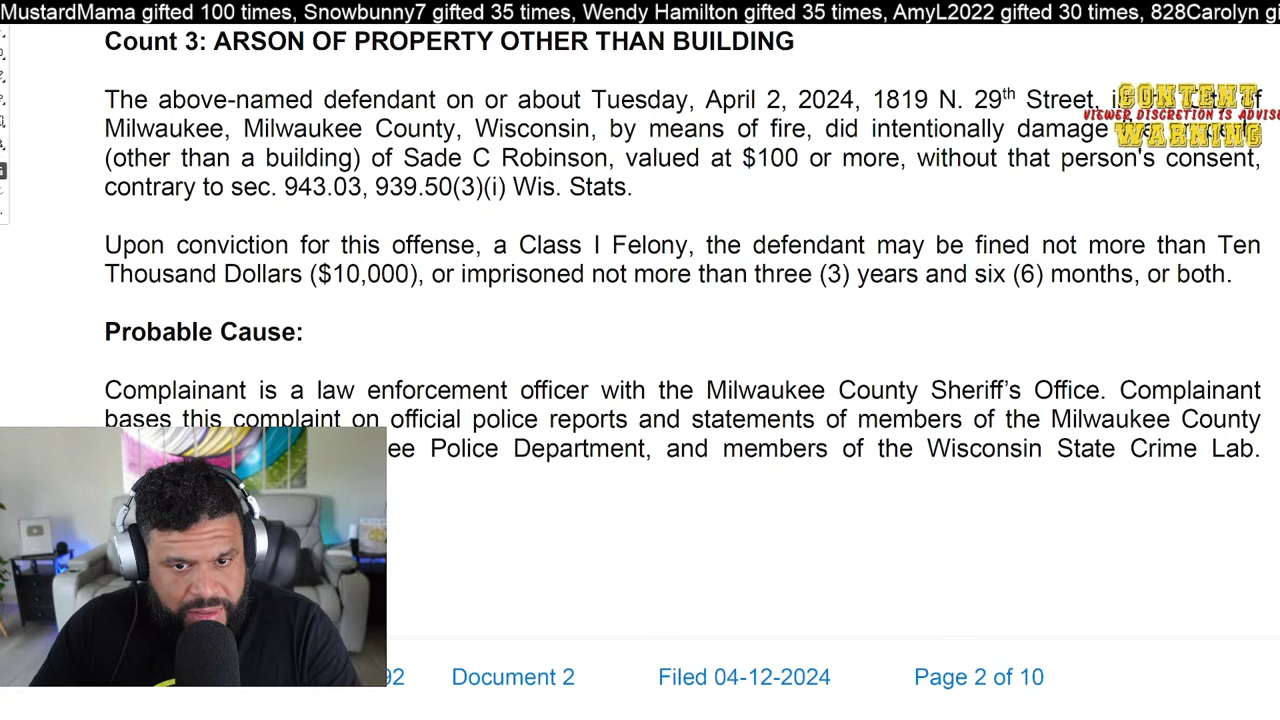 MustardMama gifted 100 times, Snowbunny7 gifted 35 times, Wendy Hamilton gifted 35 times, AmyL2022 gifted 30 times, 828Carolyn
Count 3: ARSON OF PROPERTY OTHER THAN BUILDING
The above-named defendant on or about Tuesday, April 2, 2024, 1819 N. 29th Street,
CONTENT
VIEWER DISCRETION IS
WARNING
Milwaukee, Milwaukee County, Wisconsin, by means of fire, did intentionally damage
(other than a building) of Sade C Robinson, valued at $100 or more, without that person's consent,
contrary to sec. 943.03, 939.50(3)(i) Wis. Stats.
Upon conviction for this offense, a Class I Felony, the defendant may be fined not more than Ten
Thousand Dollars ($10,000), or imprisoned not more than three (3) years and six (6) months, or both.
Probable Cause:
Complainant is a law enforcement officer with the Milwaukee County Sheriff's Office. Complainant
bases this complaint on official police reports and statements of members of the Milwaukee County
Police Department, and members of the Wisconsin State Crime Lab.
92 Document 2 Filed 04-12-2024 Page 2 of 10